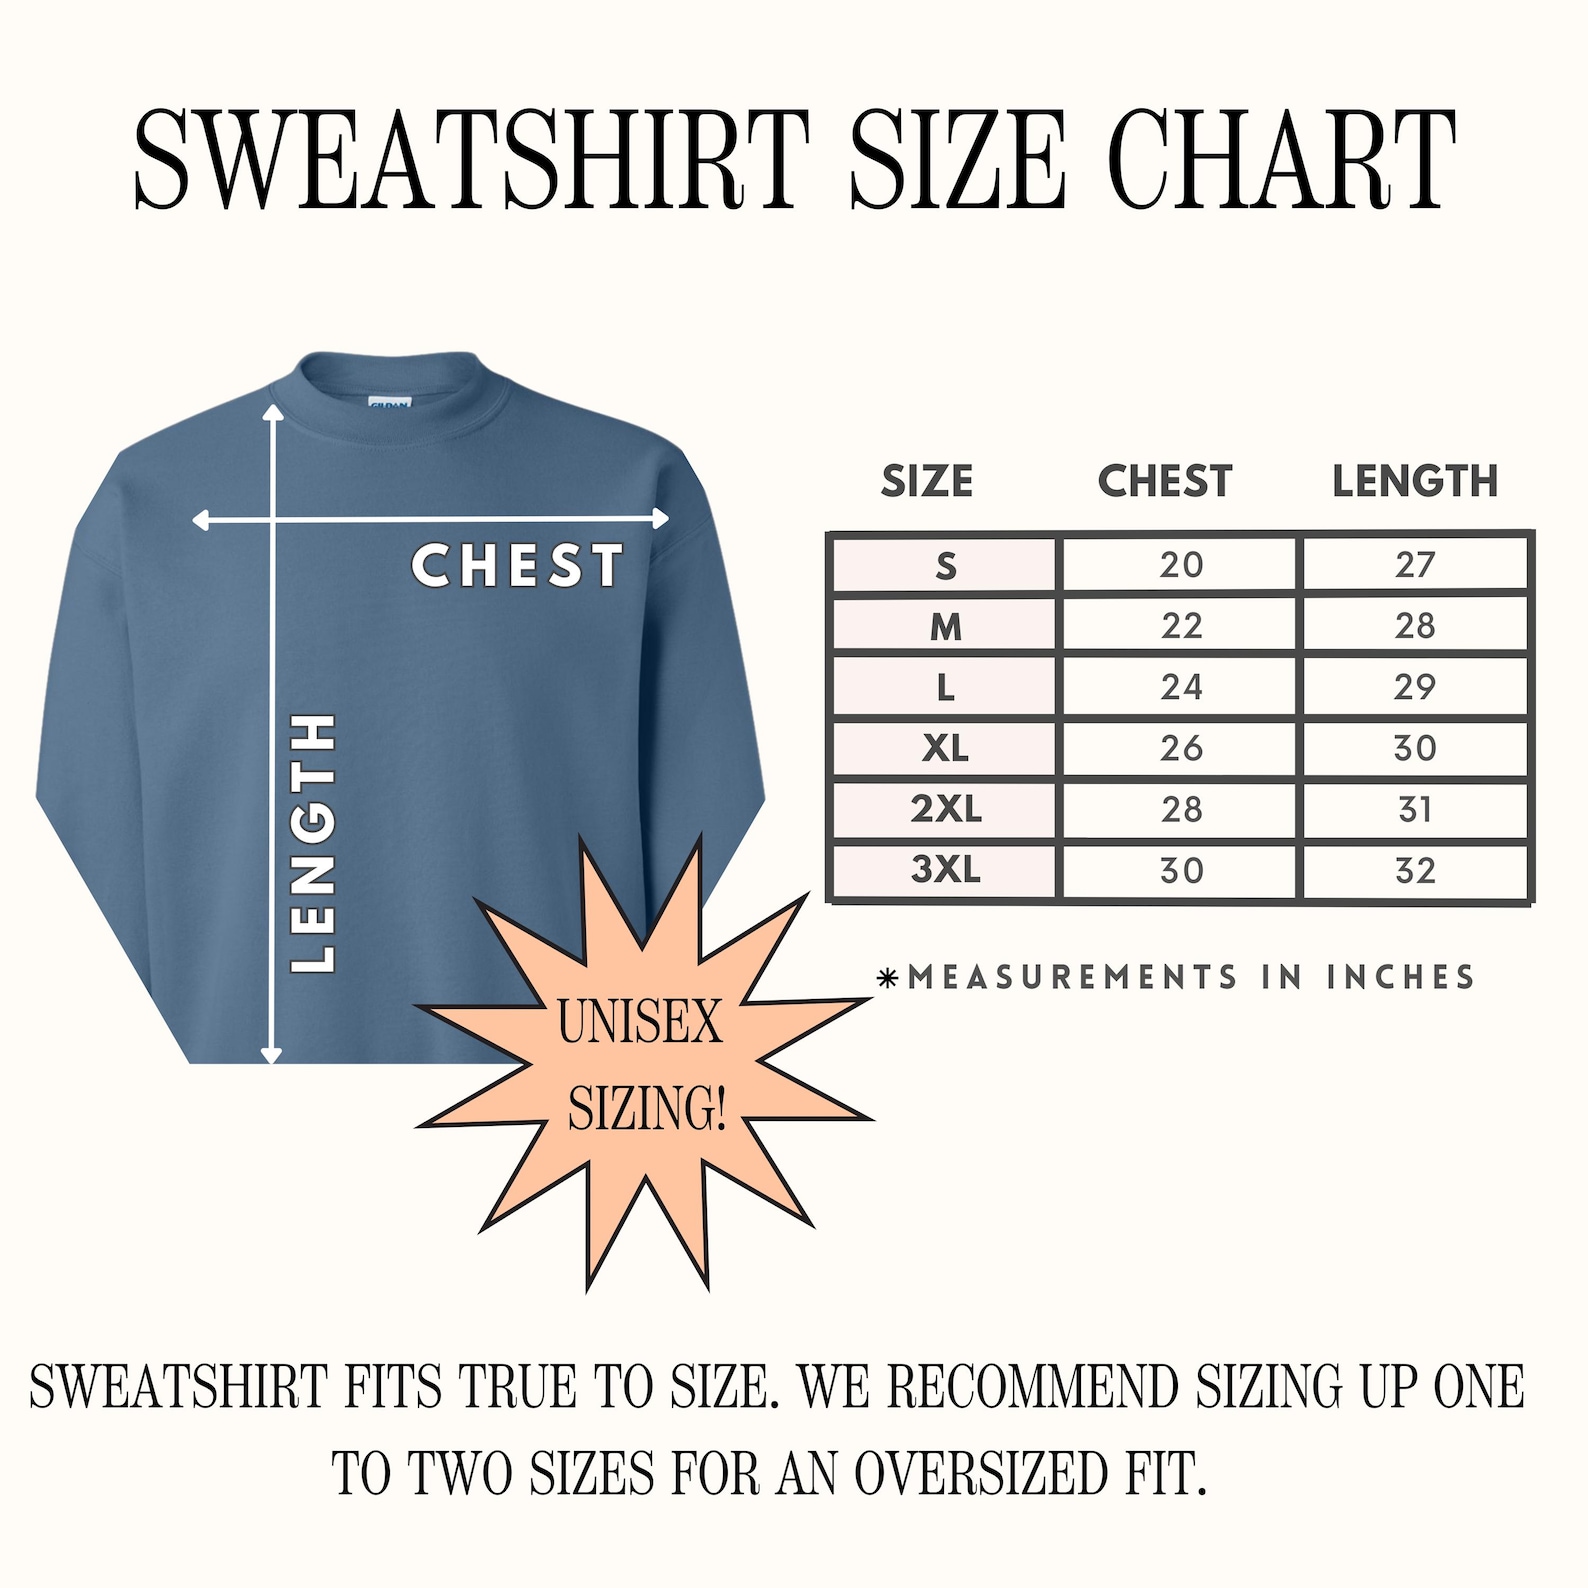 SWEATSHIRT SIZE CHART
GILDAN
CHEST
LENGTH
SIZE CHEST LENGTH
S 20 27
M 22 28
L 24 29
XL 26 30
2XL 28 31
3XL 30 32
*MEASUREMENTS IN INCHES
UNISEX
SIZING!
SWEATSHIRT FITS TRUE TO SIZE. WE RECOMMEND SIZING UP ONE
TO TWO SIZES FOR AN OVERSIZED FIT.